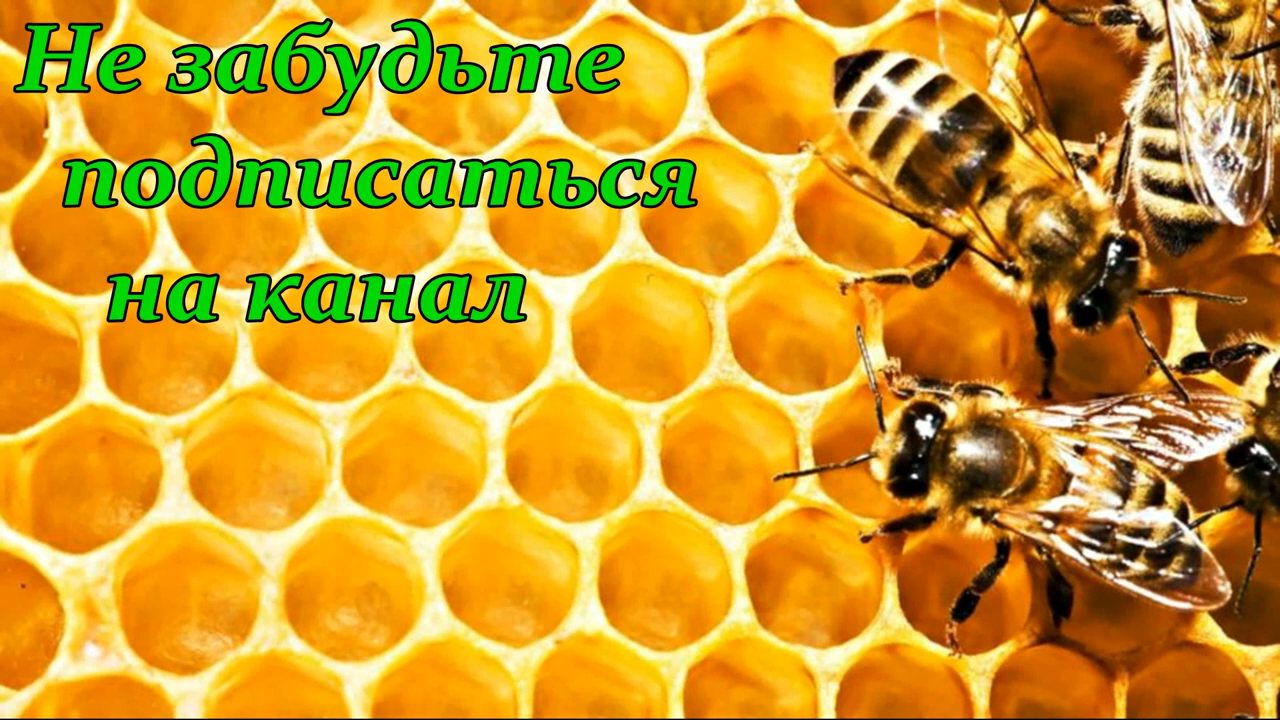 Не забудьте
подписаться
на канал